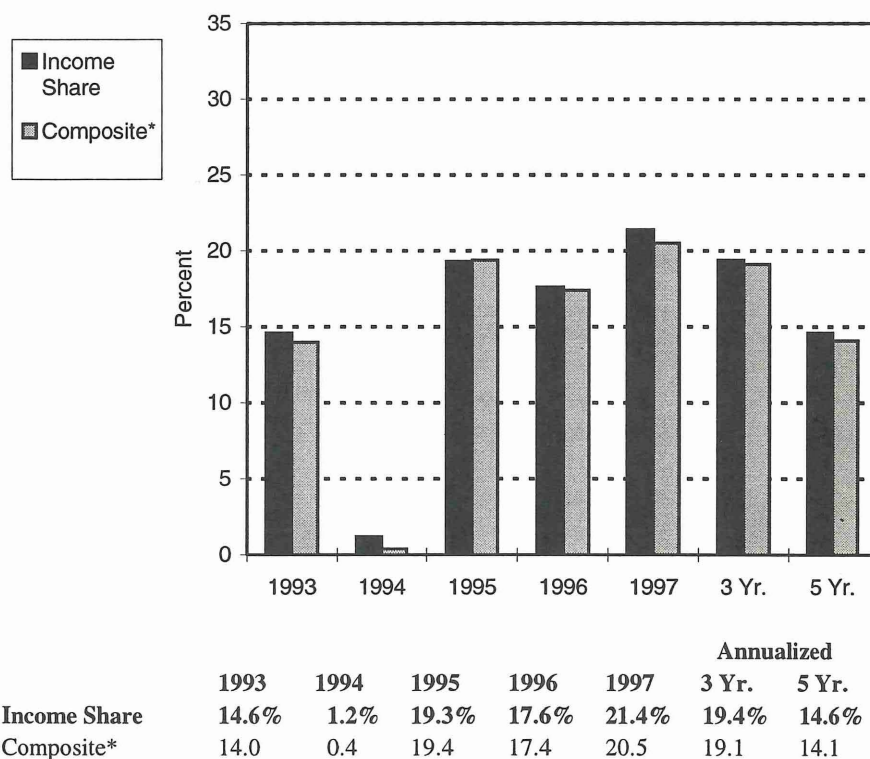 Income
Share
Composite*
Percent
35
30
25
20
15
10
5
0
1993 1994 1995 1996 1997 3 Yr. 5 Yr.
Annualized
1993 1994 1995 1996 1997 3 Yr. 5 Yr.
Income Share 14.6% 1.2% 19.3% 17.6% 21.4% 19.4% 14.6%
Composite* 14.0 0.4 19.4 17.4 20.5 19.1 14.1